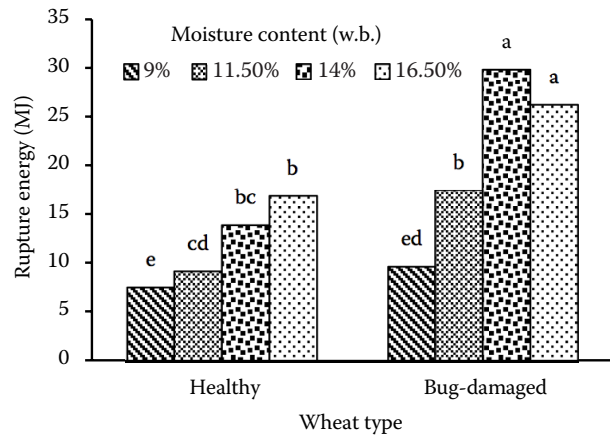 Moisture content (w.b.)
9% 11.50% 14% 16.50%
Rupture energy (MJ)
35
30
25
20
15
10
5
0
e cd bc b ed b a a
Healthy Bug-damaged
Wheat type